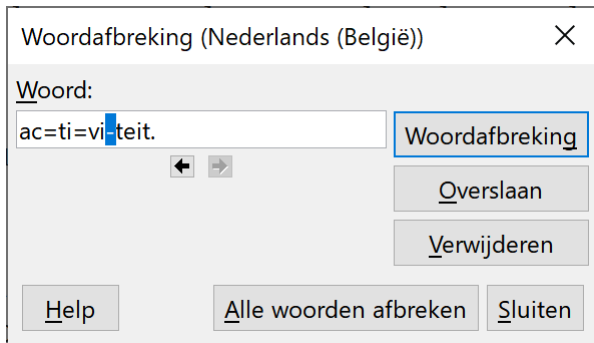 Woordafbreking (Nederlands (België))
Woord:
ac=ti=vi-teit.
Woordafbreking
Overslaan
Verwijderen
Help
Alle woorden afbreken
Sluiten